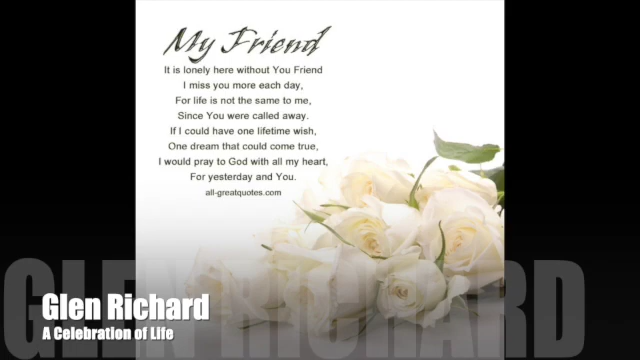 My Friend
It is lonely here without You Friend
I miss you more each day,
For life is not the same to me,
Since You were called away.
If I could have one lifetime wish,
One dream that could come true,
I would pray to God with all my heart,
For yesterday and You.
all-greatquotes.com
GLEN RICHARD
Glen Richard
A Celebration of Life